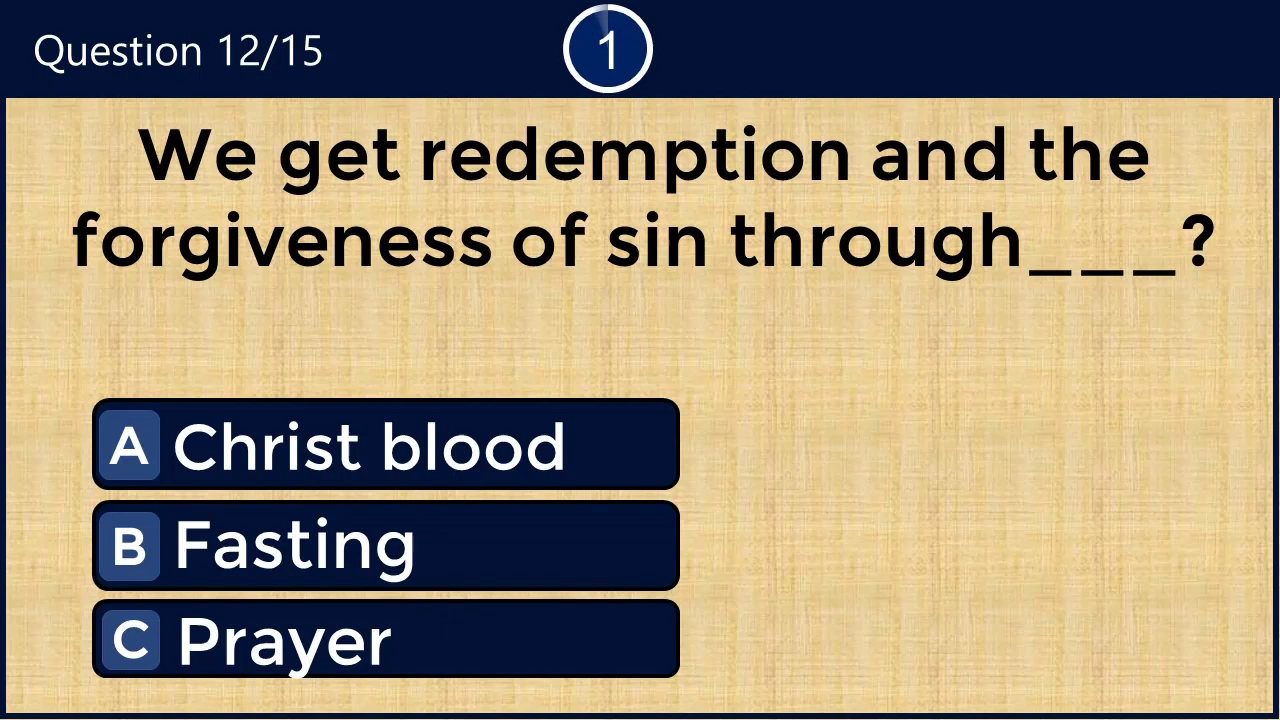 Question 12/15
1
We get redemption and the
forgiveness of sin through___?
A Christ blood
B Fasting
C Prayer